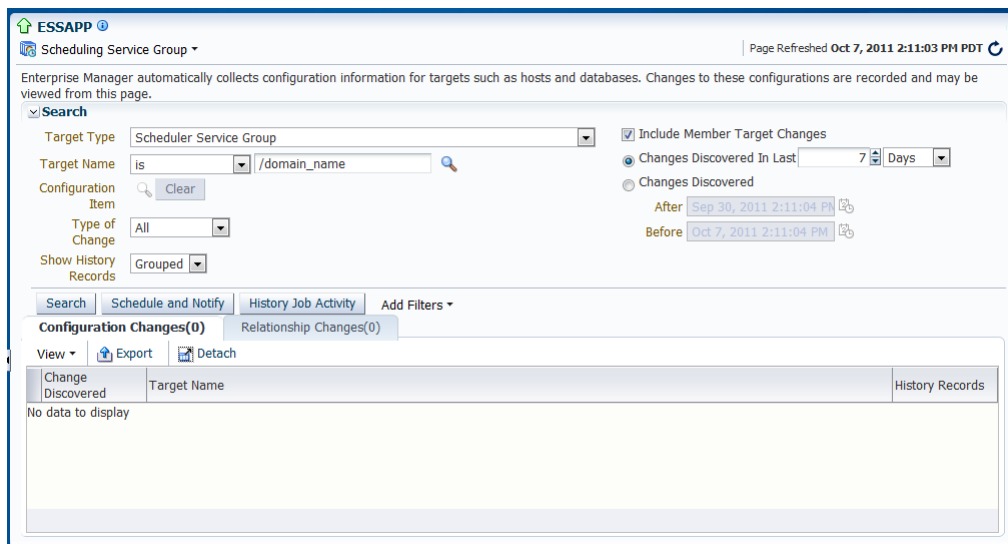 ESSAPP
Scheduling Service Group
Page Refreshed Oct 7, 2011 2:11:03 PM PDT
Enterprise Manager automatically collects configuration information for targets such as hosts and databases. Changes to these configurations are recorded and may be
viewed from this page.
Search
Target Type Scheduler Service Group
Include Member Target Changes
Target Name is /domain_name
Changes Discovered In Last 7 Days
Configuration
Item
Clear
Changes Discovered
After Sep 30, 2011 2:11:04 PM
Type of
Change
All
Before Oct 7, 2011 2:11:04 PM
Show History
Records
Grouped
Search Schedule and Notify History Job Activity Add Filters
Configuration Changes(0) Relationship Changes(0)
View Export Detach
Change
Discovered
Target Name
History Records
No data to display